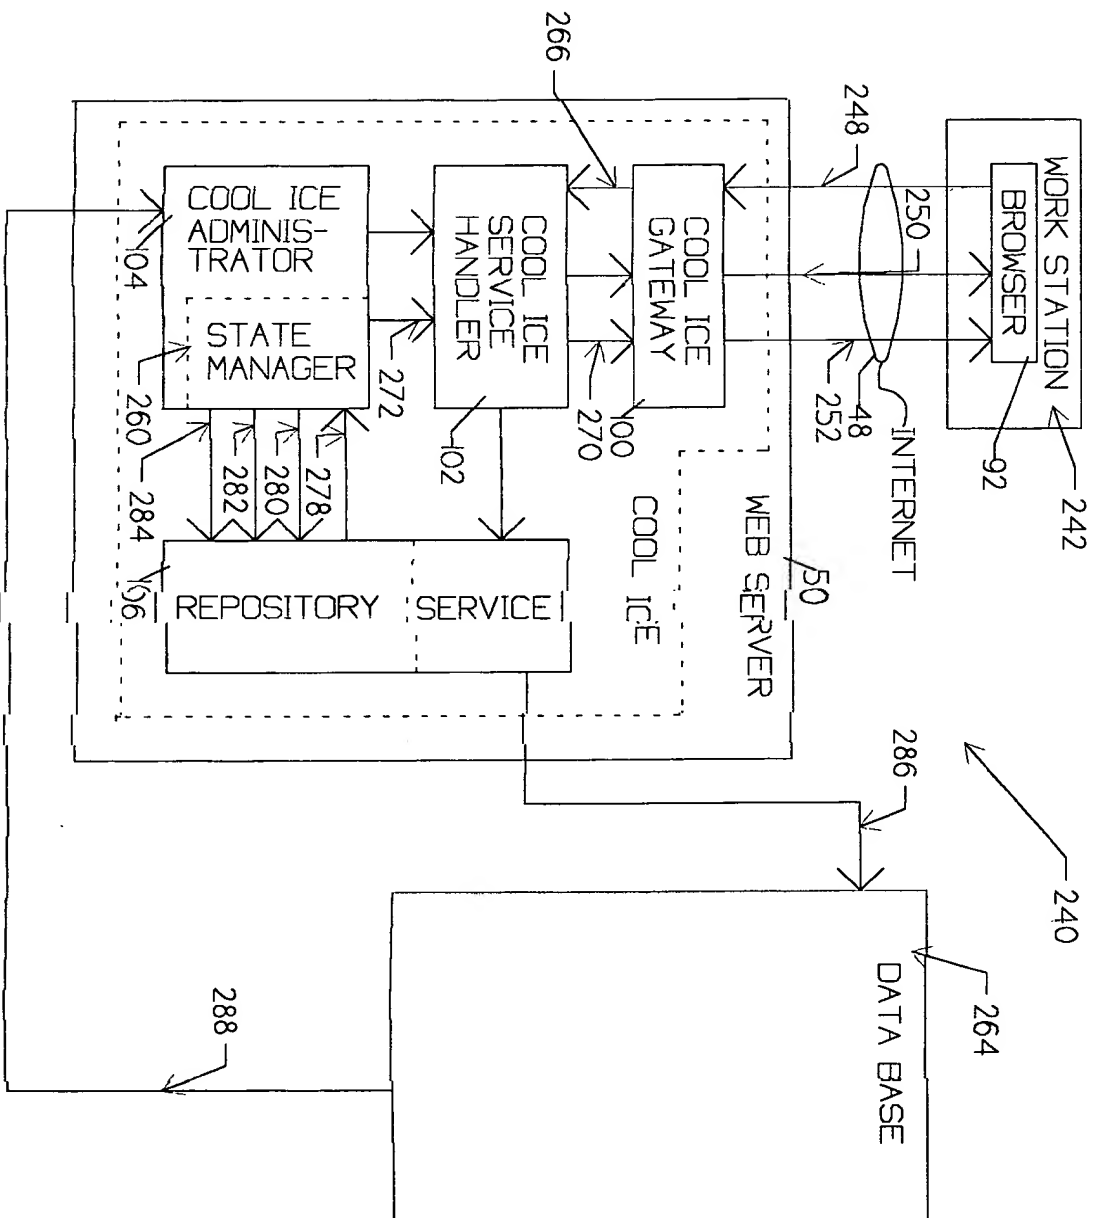 WORK STATION
BROWSER
92
242
248
250
252
48
INTERNET
266
COOL ICE
GATEWAY
100
270
COOL ICE
SERVICE
HANDLER
102
272
COOL ICE
ADMINIS-
TRATOR
104
STATE
MANAGER
260
284
282
280
278
REPOSITORY
SERVICE
106
COOL ICE
WEB SERVER
50
240
286
264
DATA BASE
288